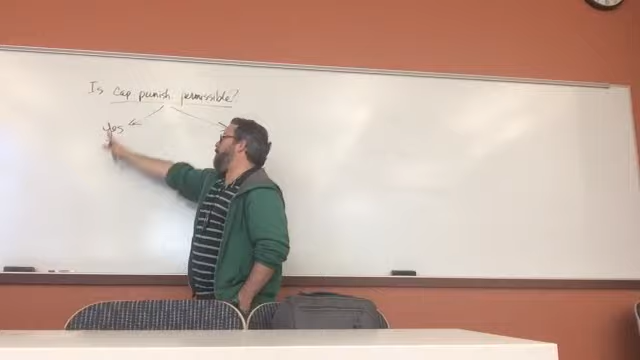 Is cap. punish. permissible?
Yes